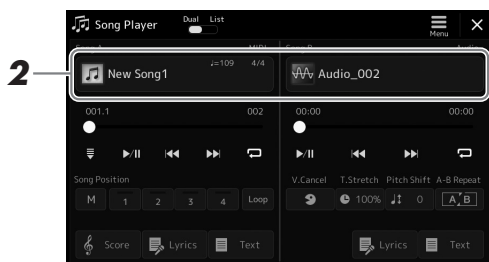 Song Player
Dual List
Menu
Song A MIDI
Song B Audio
2
New Song1
♩=109 4/4
Audio_002
001.1 002
00:00 00:00
V.Cancel T.Stretch Pitch Shift A-B Repeat
Song Position
M 1 2 3 4 Loop
100% 0 A B
Score Lyrics Text
Lyrics Text